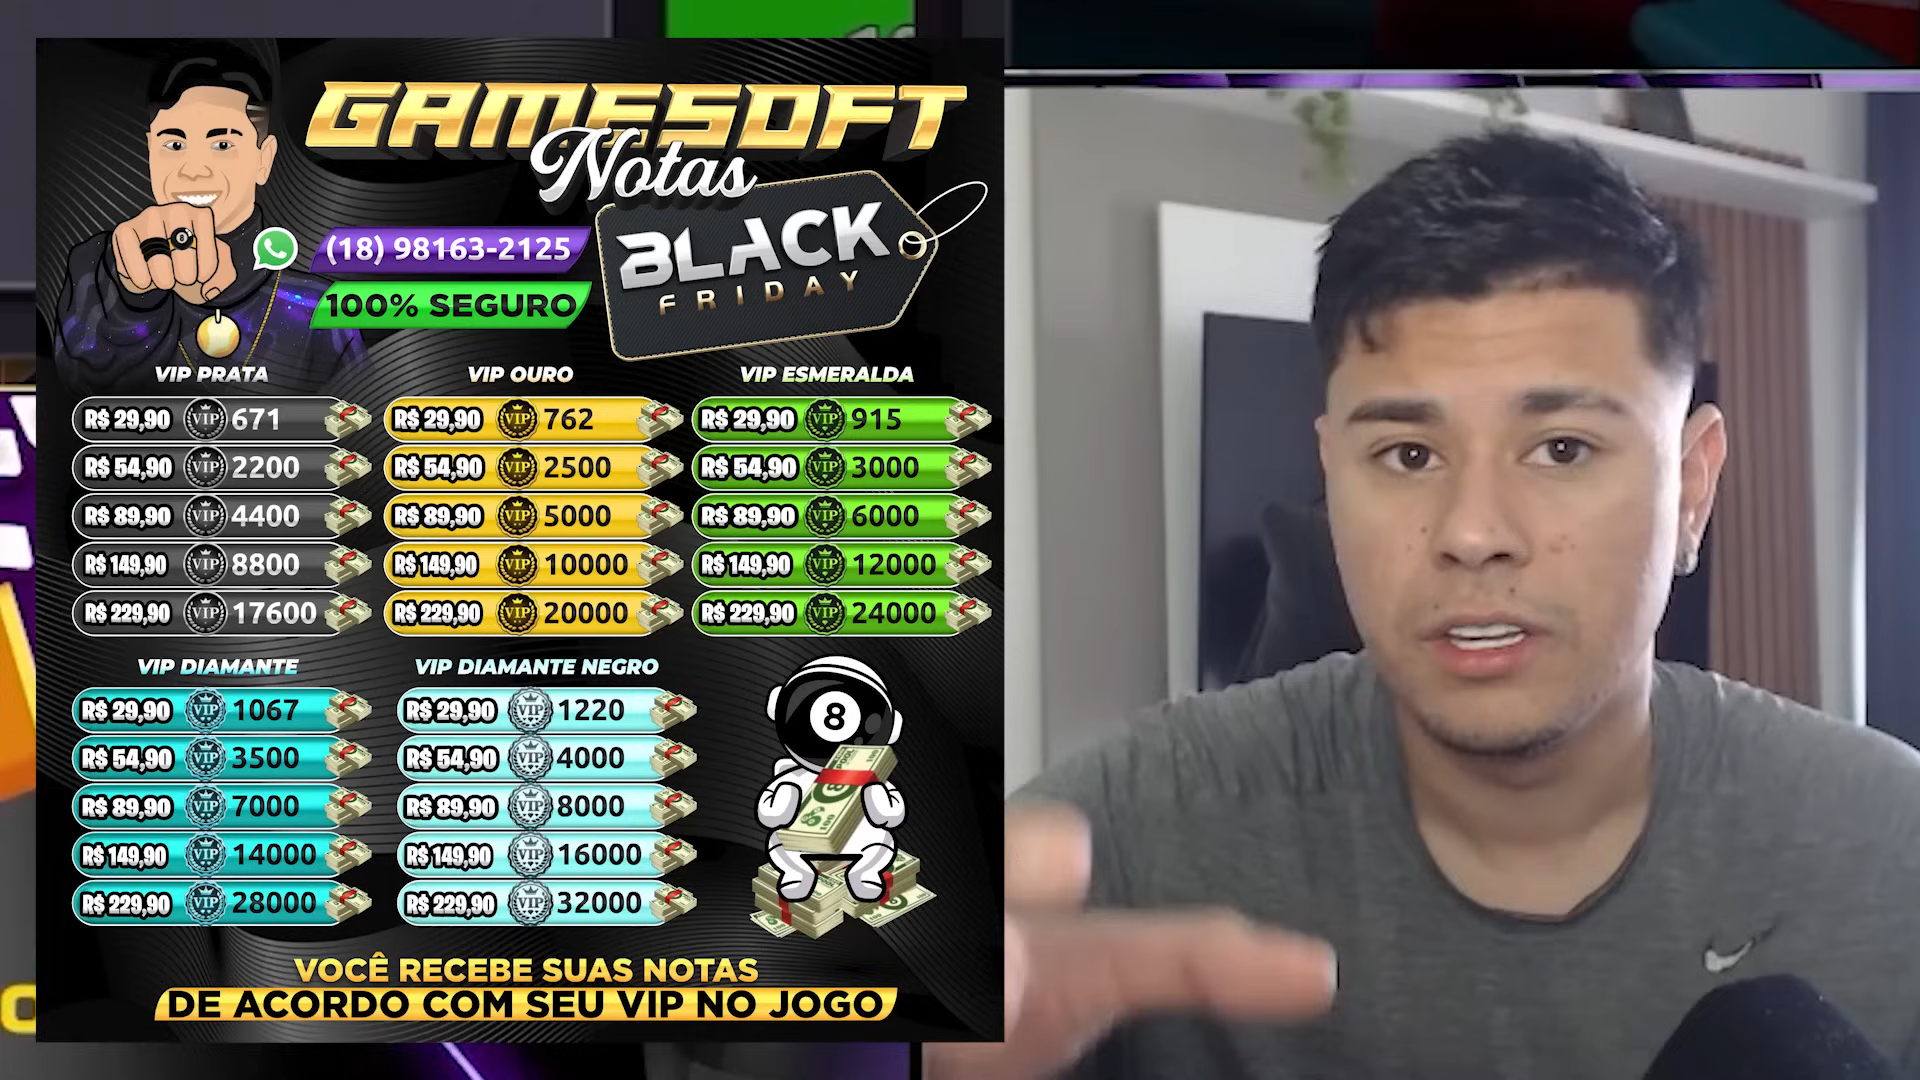 GAMESOFT
Notas
BLACK
FRIDAY
(18) 98163-2125
100% SEGURO
VIP PRATA
R$ 29,90 VIP 671
R$ 54,90 VIP 2200
R$ 89,90 VIP 4400
R$ 149,90 VIP 8800
R$ 229,90 VIP 17600
VIP OURO
R$ 29,90 VIP 762
R$ 54,90 VIP 2500
R$ 89,90 VIP 5000
R$ 149,90 VIP 10000
R$ 229,90 VIP 20000
VIP ESMERALDA
R$ 29,90 VIP 915
R$ 54,90 VIP 3000
R$ 89,90 VIP 6000
R$ 149,90 VIP 12000
R$ 229,90 VIP 24000
VIP DIAMANTE
R$ 29,90 VIP 1067
R$ 54,90 VIP 3500
R$ 89,90 VIP 7000
R$ 149,90 VIP 14000
R$ 229,90 VIP 28000
VIP DIAMANTE NEGRO
R$ 29,90 VIP 1220
R$ 54,90 VIP 4000
R$ 89,90 VIP 8000
R$ 149,90 VIP 16000
R$ 229,90 VIP 32000
8
100
VOCÊ RECEBE SUAS NOTAS
DE ACORDO COM SEU VIP NO JOGO